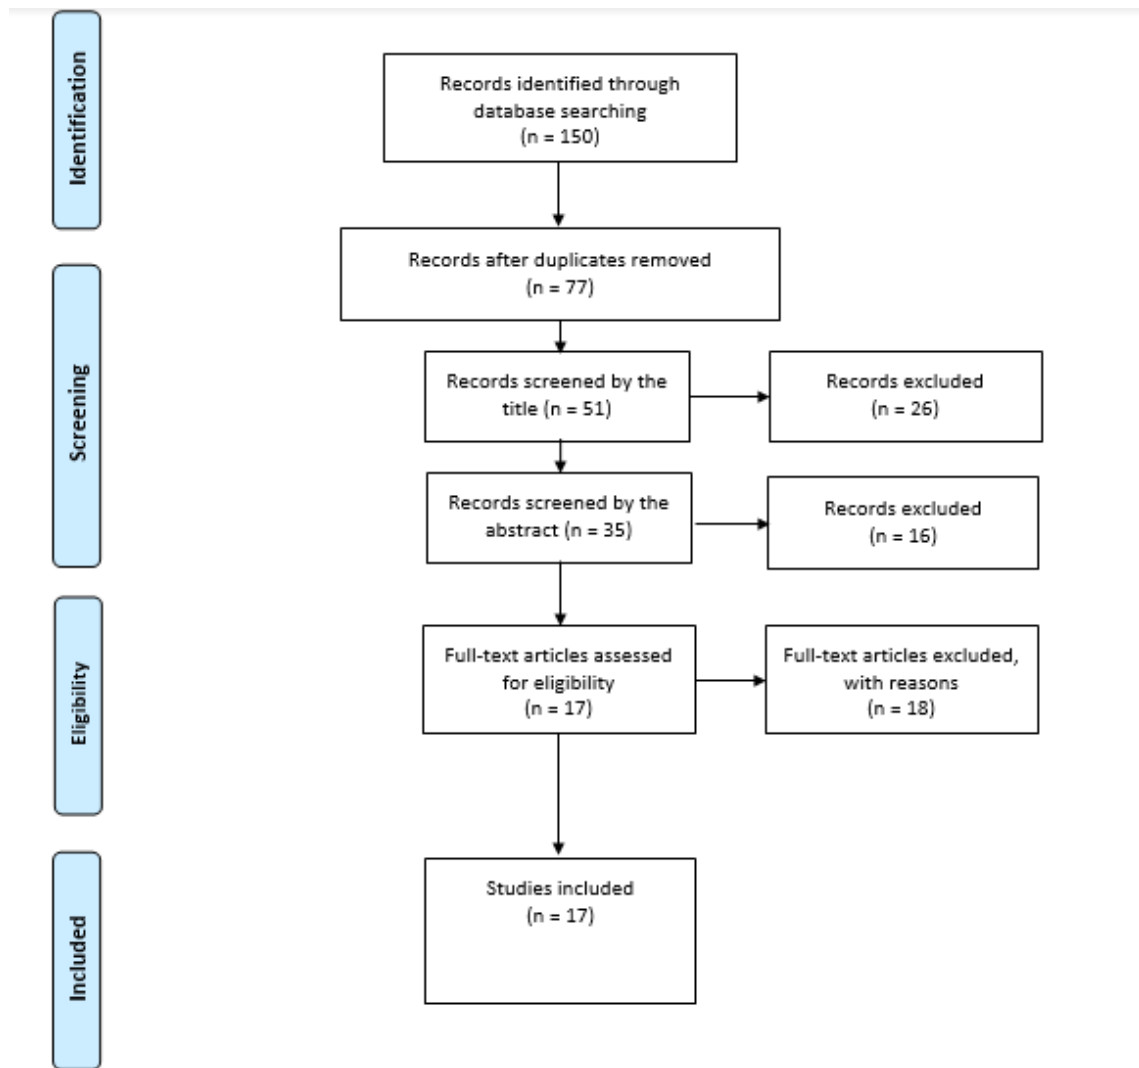 Identification
Records identified through
database searching
(n = 150)
Records after duplicates removed
(n = 77)
Screening
Records screened by the
title (n = 51)
Records excluded
(n = 26)
Records screened by the
abstract (n = 35)
Records excluded
(n = 16)
Eligibility
Full-text articles assessed
for eligibility
(n = 17)
Full-text articles excluded,
with reasons
(n = 18)
Included
Studies included
(n = 17)